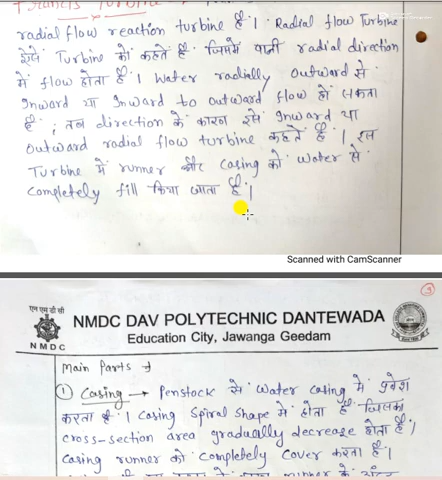 Francis Turbine
radial flow reaction turbine है। Radial flow Turbine
ऐसे Turbine को कहते हैं जिसमें पानी radial direction
में flow होता है। Water radially Outward से
Inward या Inward to outward flow हो सकता
है, तब direction के कारण इसे Inward या
Outward radial flow turbine कहते हैं। इस
Turbine में runner और casing को water से
completely fill किया जाता है।
Scanned with CamScanner
एन एम डी सी
NMDC
NMDC DAV POLYTECHNIC DANTEWADA
Education City, Jawanga Geedam
Main Parts →
① Casing → Penstock से Water casing में प्रवेश
करता है। Casing Spiral Shape में होता है जिसका
cross-section area gradually decrease होता है।
Casing runner को completely cover करता है।